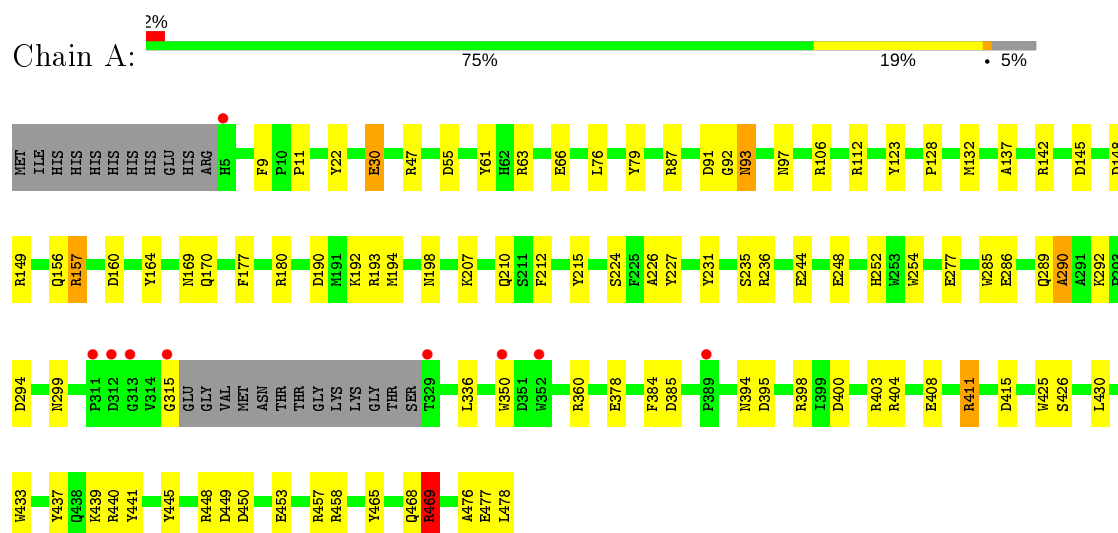 2%
Chain A:
75% 19% • 5%
MET ILE HIS HIS HIS HIS HIS HIS GLU HIS ARG H5 F9 P10 P11 Y22 E30 R47 D55 Y61 H62 R63 E66 L76 Y79 R87 D91 G92 N93 N97 R106 R112 Y123 P128 M132 A137 R142 D145 D148
R149 Q156 R157 D160 Y164 N169 Q170 F177 R180 D190 M191 K192 R193 M194 N198 K207 Q210 S211 F212 Y215 S224 F225 A226 Y227 Y231 S235 R236 E244 E248 H252 W253 W254 E277 W285 E286 Q289 A290 A291 K292
D294 N299 P311 D312 G313 V314 G315 GLU GLY VAL MET ASN THR THR GLY LYS LYS GLY THR SER T329 L336 W350 D351 W352 R360 E378 F384 D385 P389 N394 D395 R398 I399 D400 R403 R404 E408 R411 D415 W425 S426 L430
W433 Y437 Q438 K439 R440 Y441 Y445 R448 D449 D450 E453 R457 R458 Y465 Q468 R469 A476 E477 L478